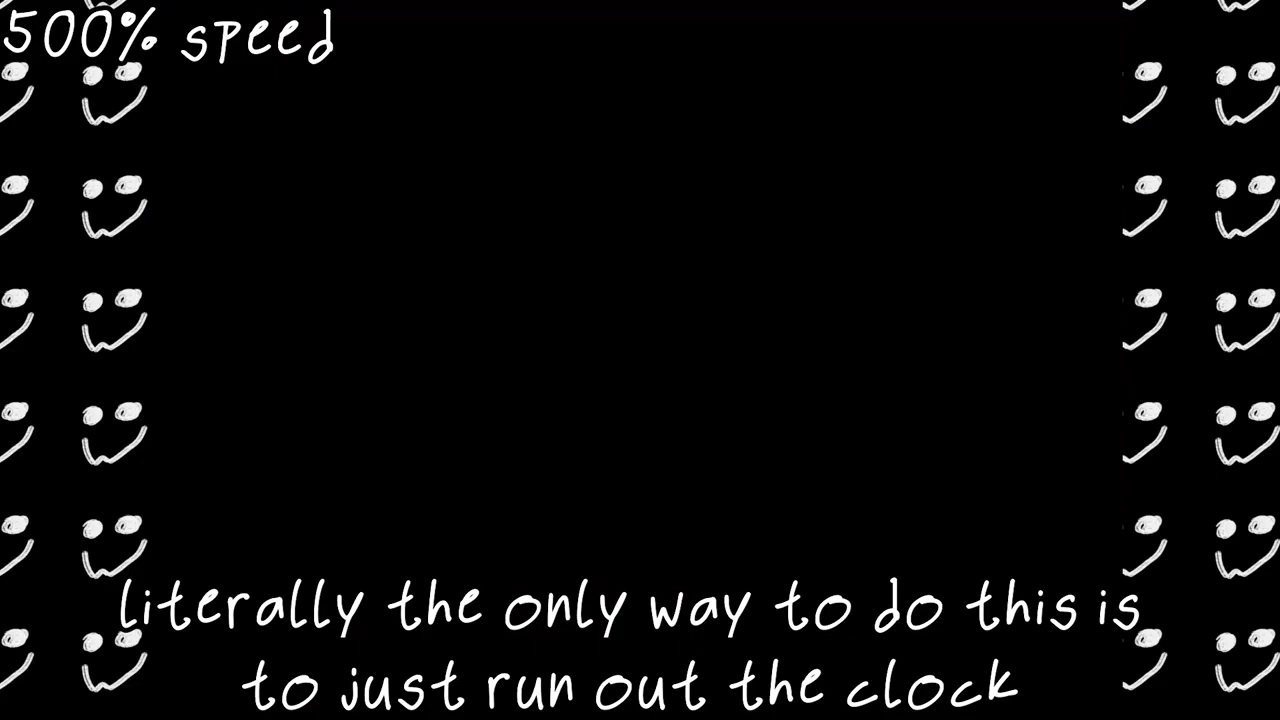 500% speed
literally the only way to do this is
to just run out the clock